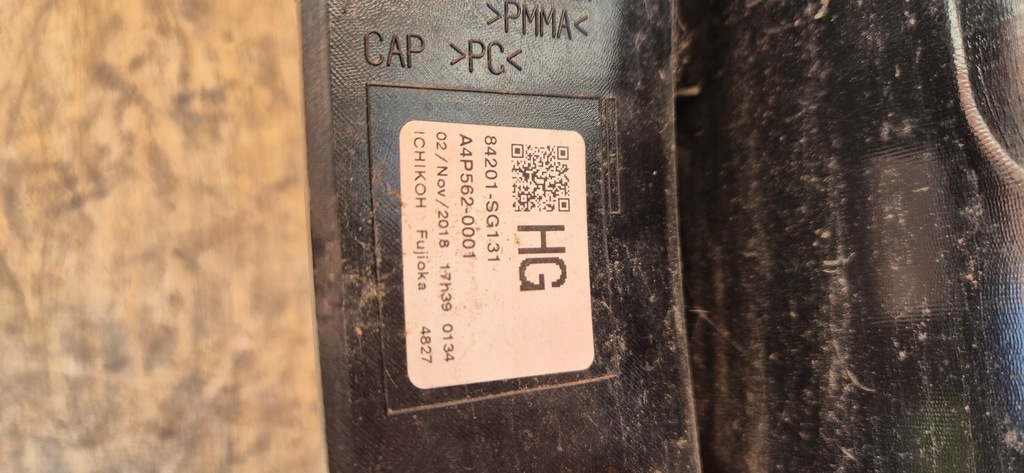 >PMMA<
CAP >PC<
HG
84201-SG131
A4P562-0001
02/Nov/2018 17h39 0134
ICHIKOH Fujioka 4827